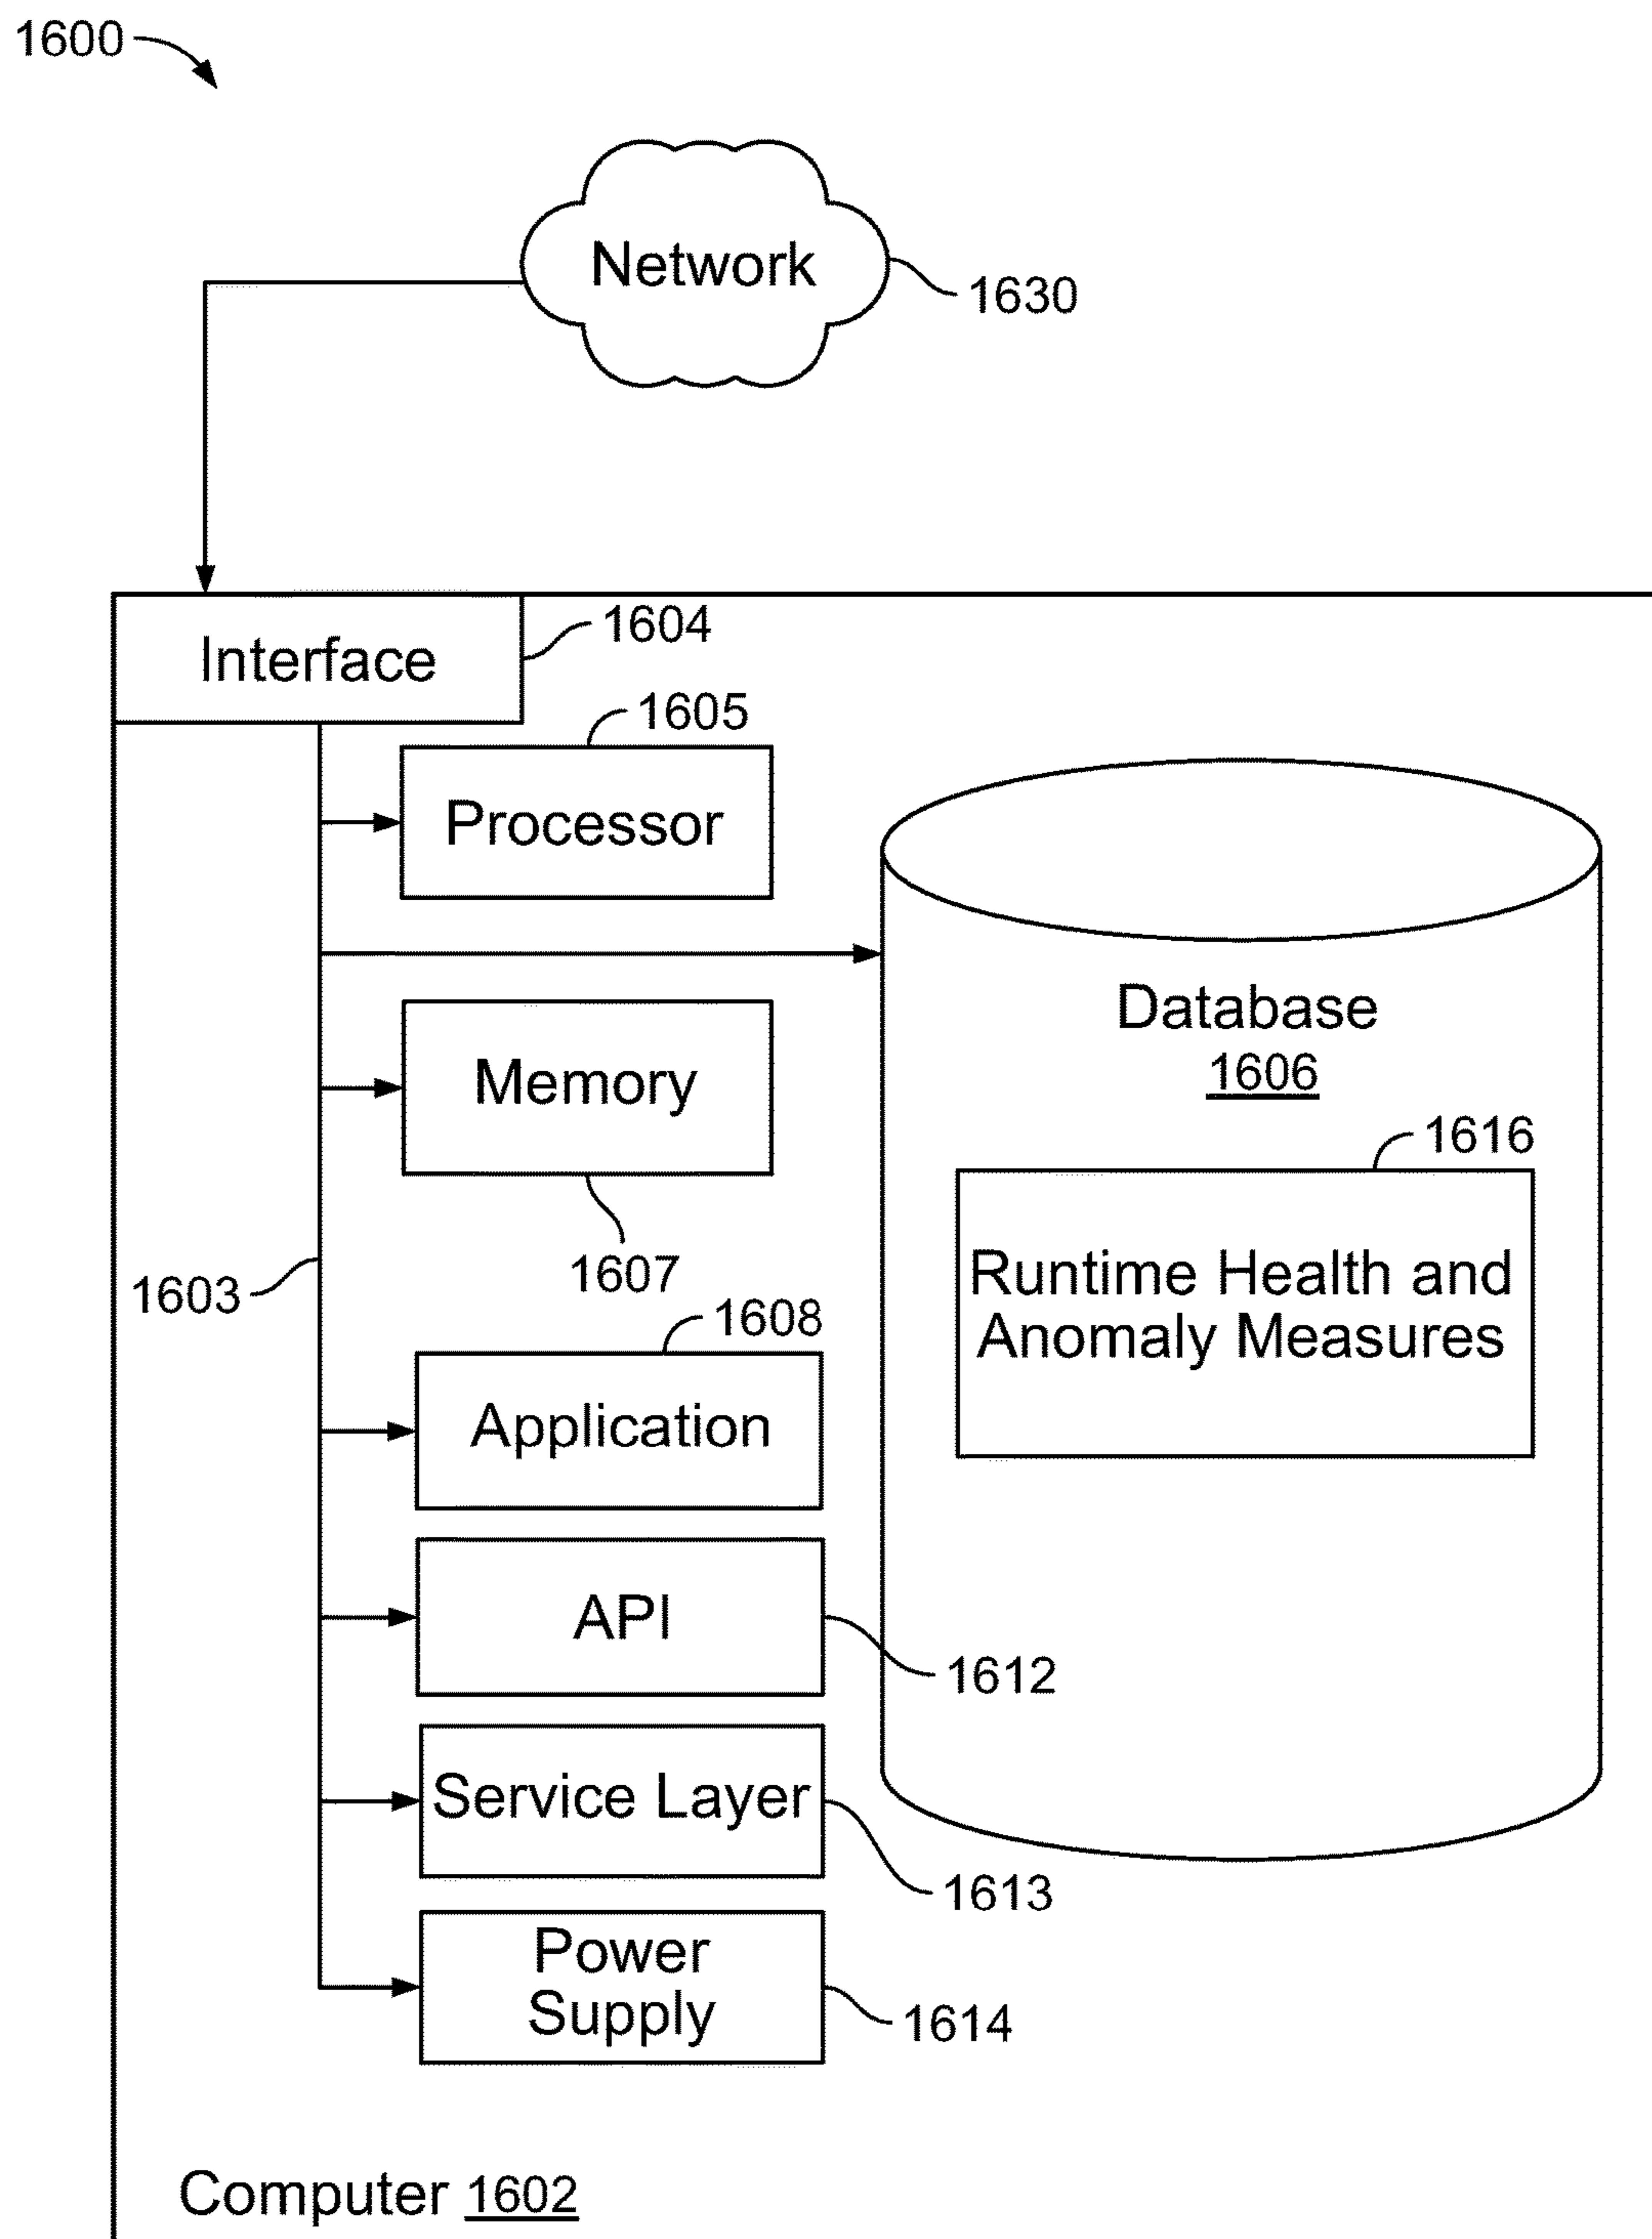 1600
Network
1630
Interface
1604
1605
Processor
Database
1606
Memory
1607
1616
Runtime Health and
Anomaly Measures
1603
1608
Application
API
1612
Service Layer
1613
Power
Supply
1614
Computer 1602